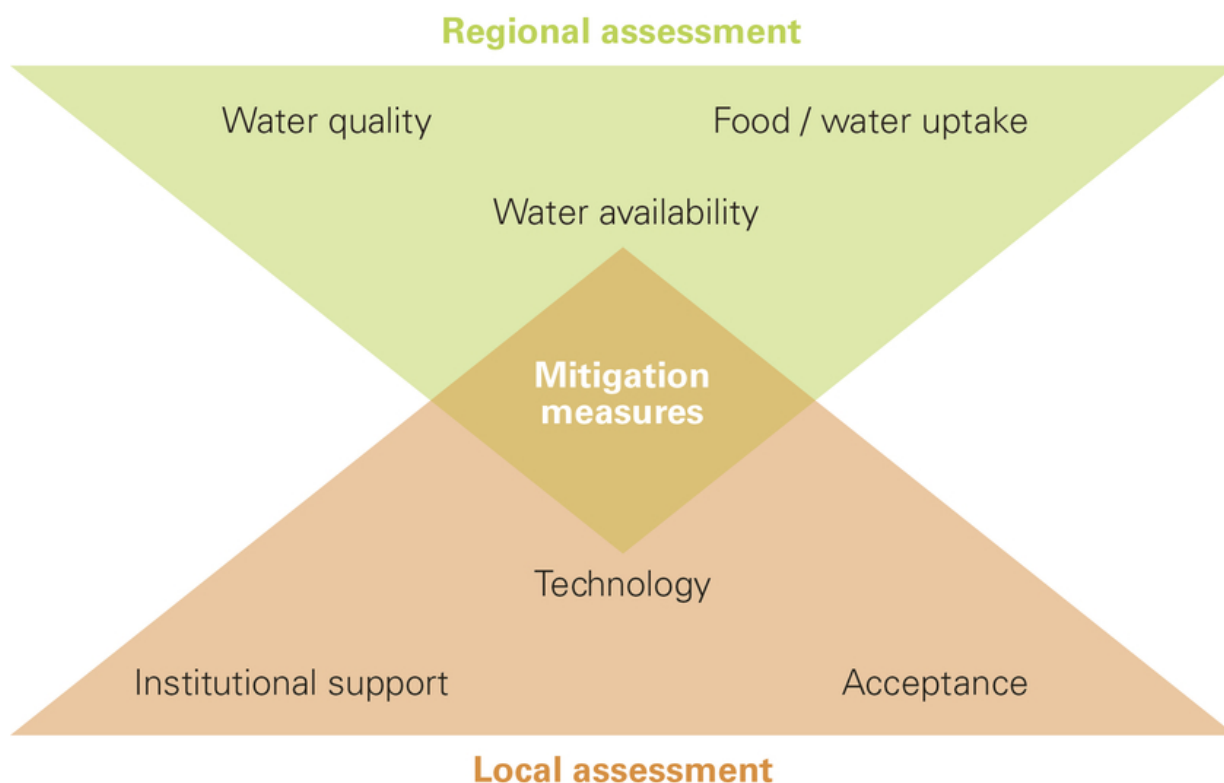 Regional assessment
Water quality
Food / water uptake
Water availability
Mitigation
measures
Technology
Institutional support
Acceptance
Local assessment